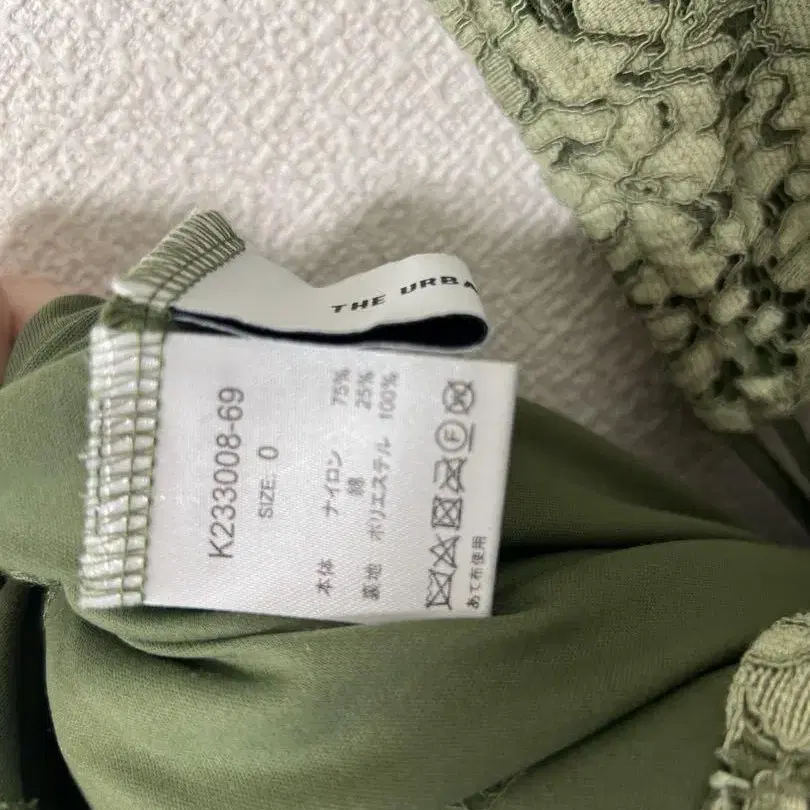 THE URBA
K233008-69
SIZE: 0
本体 ナイロン 75%
綿 25%
裏地 ポリエステル 100%
F
あて布使用